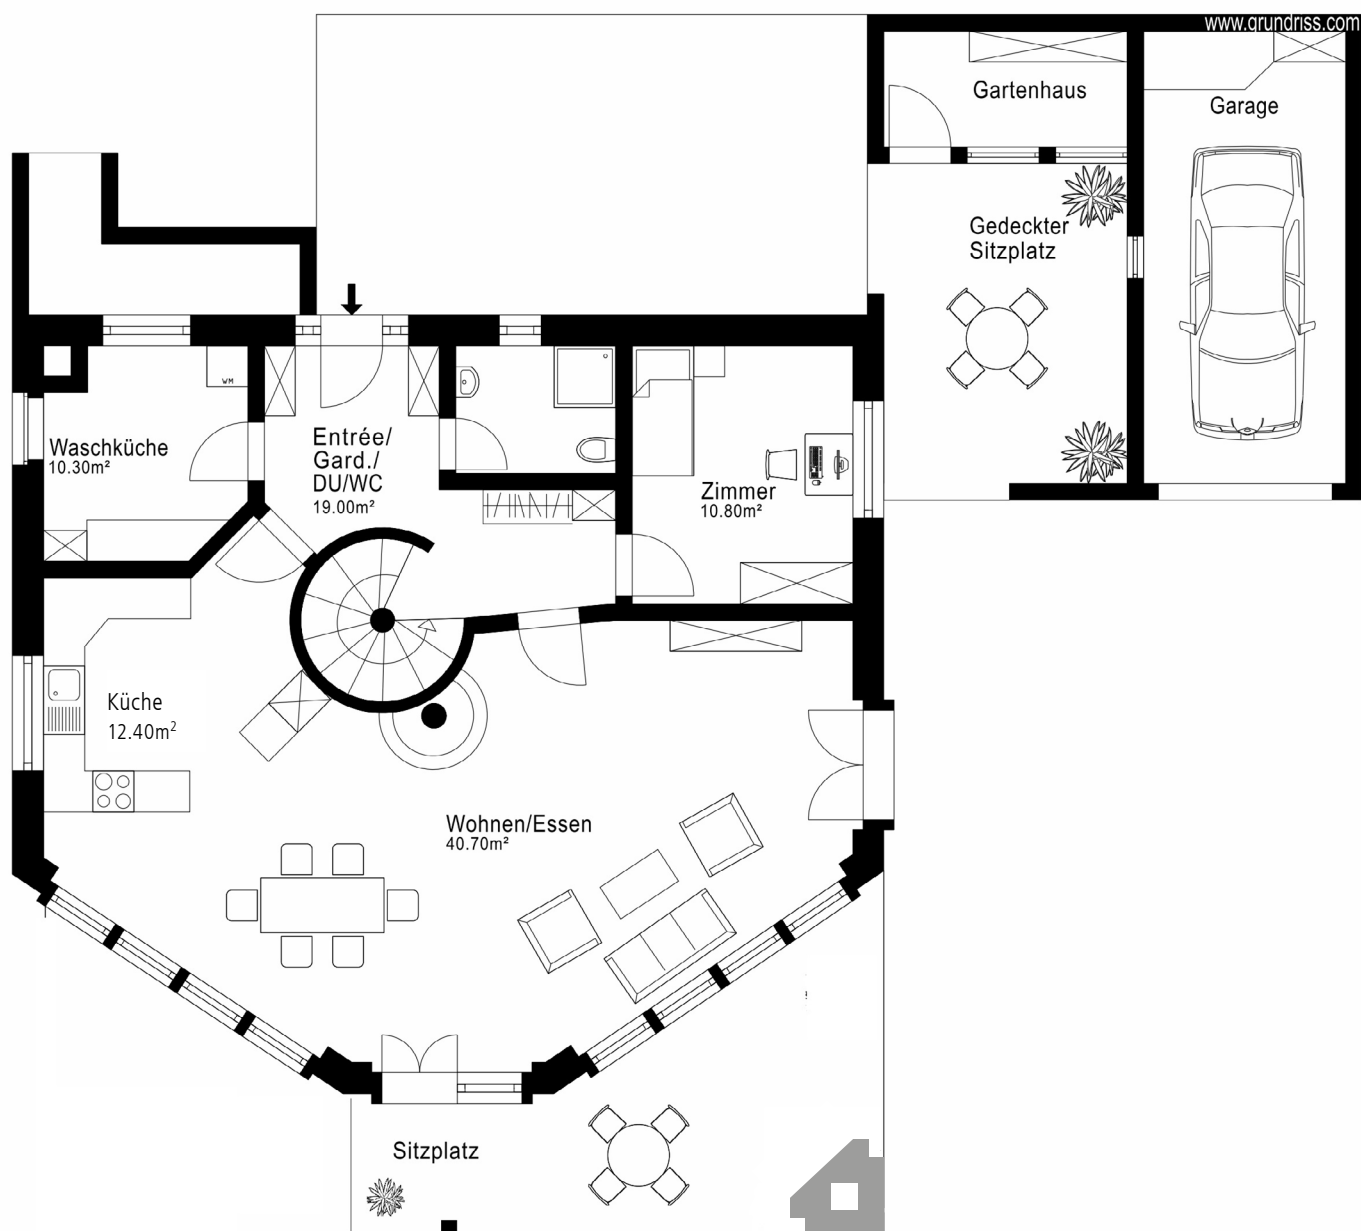 www.grundriss.com
Gartenhaus
Garage
Gedeckter
Sitzplatz
WM
Waschküche
10.30m²
Entrée/
Gard./
DU/WC
19.00m²
Zimmer
10.80m²
Küche
12.40m²
Wohnen/Essen
40.70m²
Sitzplatz